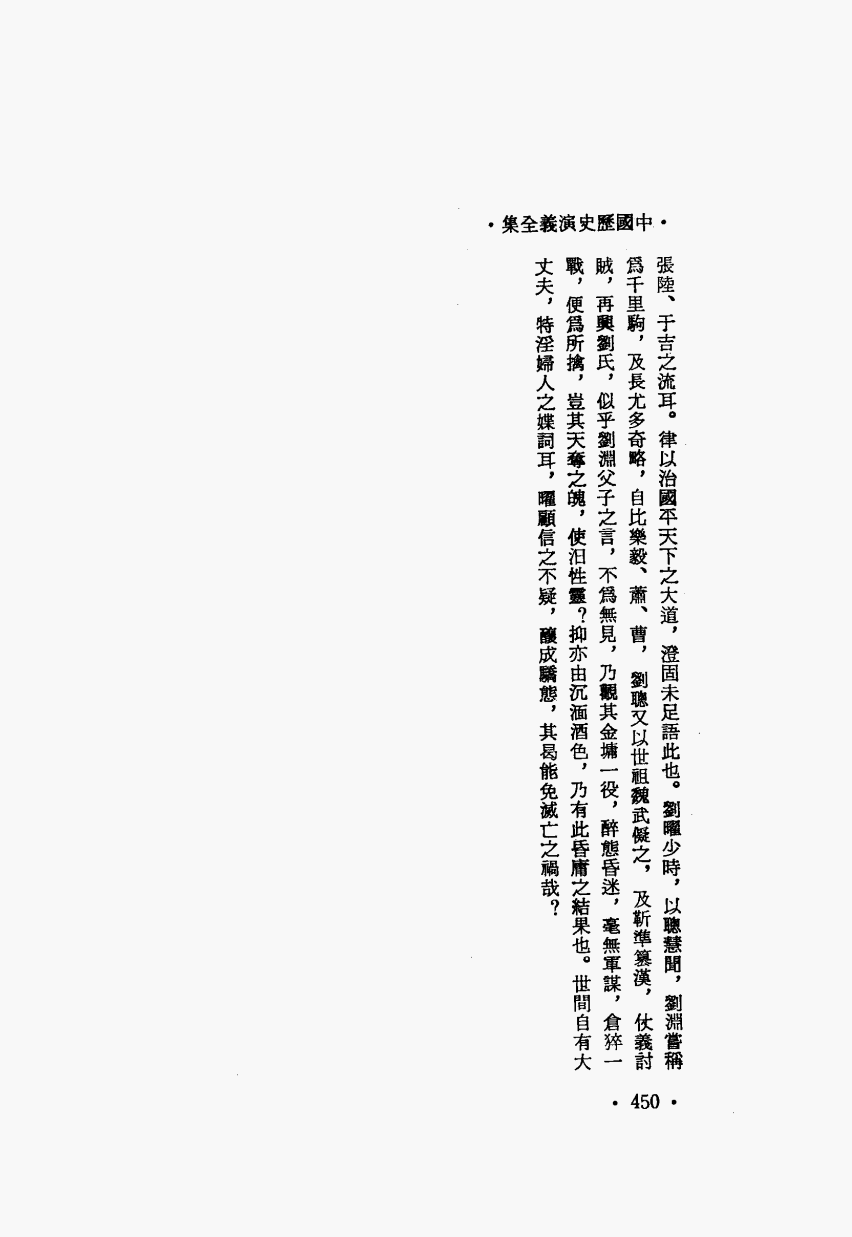 •中國歷史演義全集•
張陸、于吉之流耳。律以治國平天下之大道，澄固未足語此也。劉曜少時，以聰慧聞，劉淵嘗稱
爲千里駒，及長尤多奇略，自比樂毅、蕭、曹，劉聰又以世祖魏武儗之，及靳準篡漢，仗義討
賊，再興劉氏，似乎劉淵父子之言，不爲無見，乃觀其金墉一役，醉態昏迷，毫無軍謀，倉猝一
戰，便爲所擒，豈其天奪之魄，使汩性靈？抑亦由沉湎酒色，乃有此昏庸之結果也。世間自有大
丈夫，特淫婦人之媟詞耳，曜顧信之不疑，釀成驕態，其曷能免滅亡之禍哉？
•450•